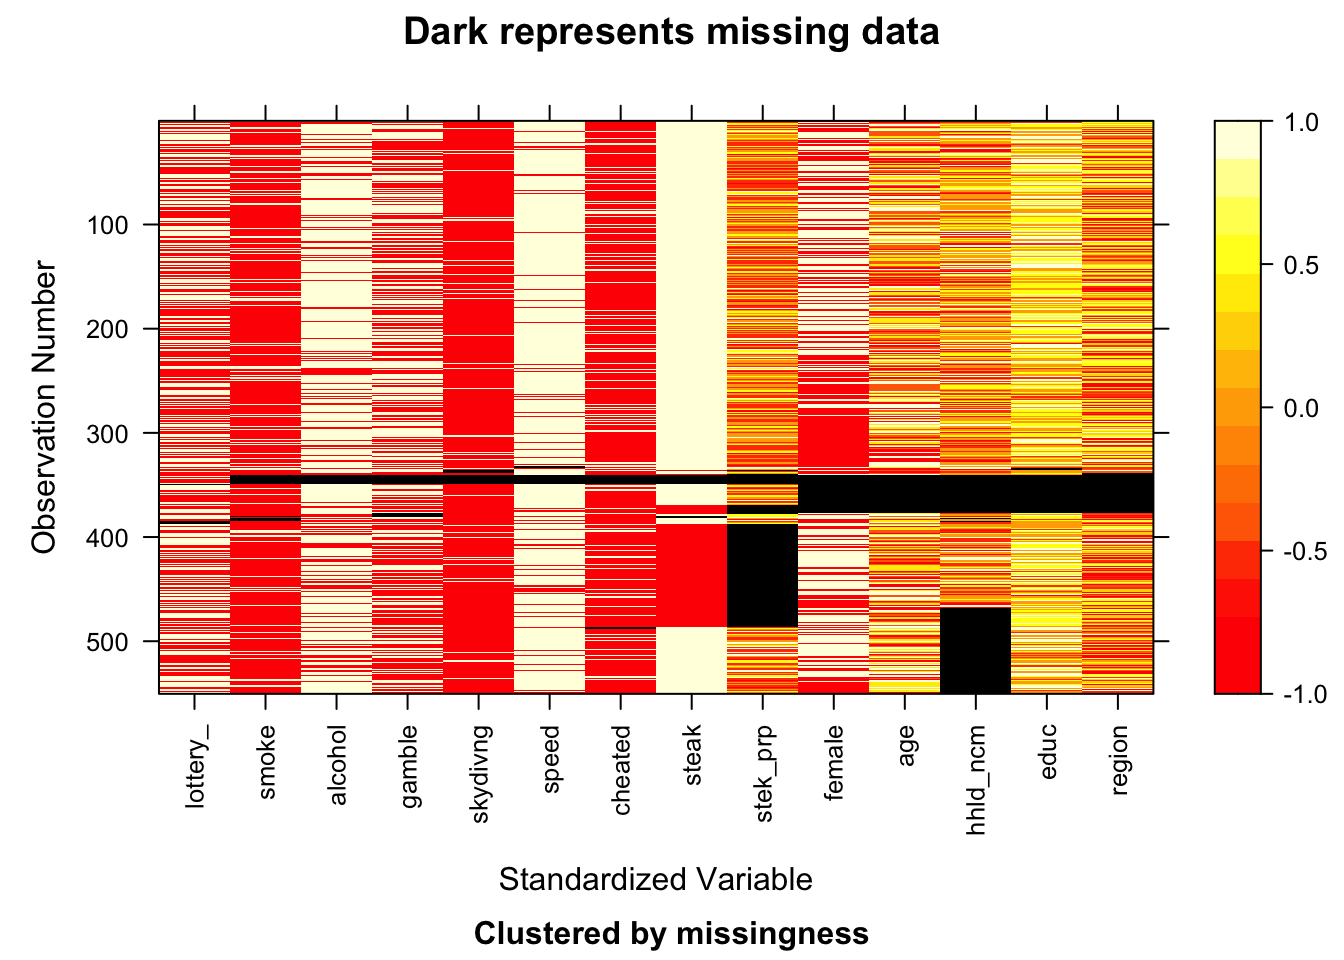 Dark represents missing data
Observation Number
100
200
300
400
500
1.0
0.5
0.0
-0.5
-1.0
lottery_
smoke
alcohol
gamble
skydivng
speed
cheated
steak
stek_prp
female
age
hhld_ncm
educ
region
Standardized Variable
Clustered by missingness